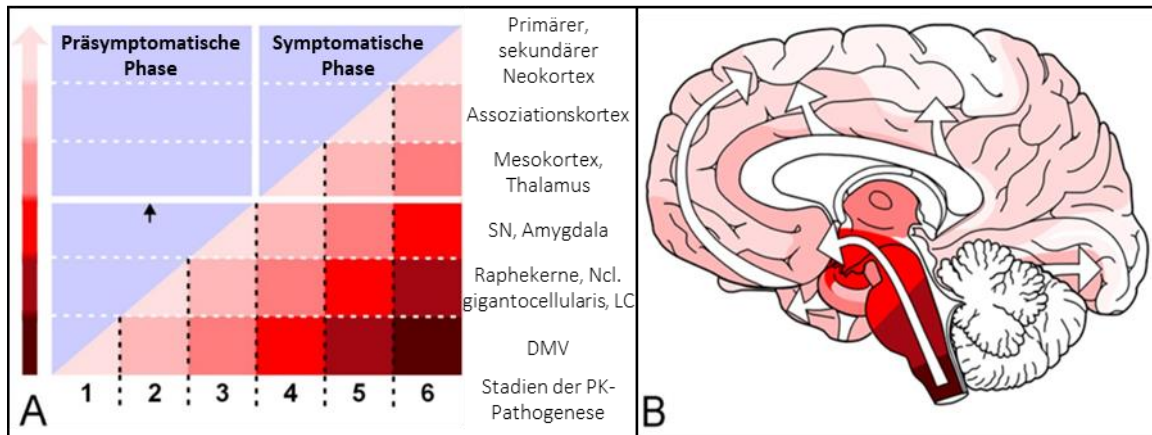 Präsymptomatische
Phase
Symptomatische
Phase
Primärer,
sekundärer
Neokortex
Assoziationskortex
Mesokortex,
Thalamus
SN, Amygdala
Raphekerne, Ncl.
gigantocellularis, LC
DMV
Stadien der PK-
Pathogenese
1 2 3 4 5 6
A
B